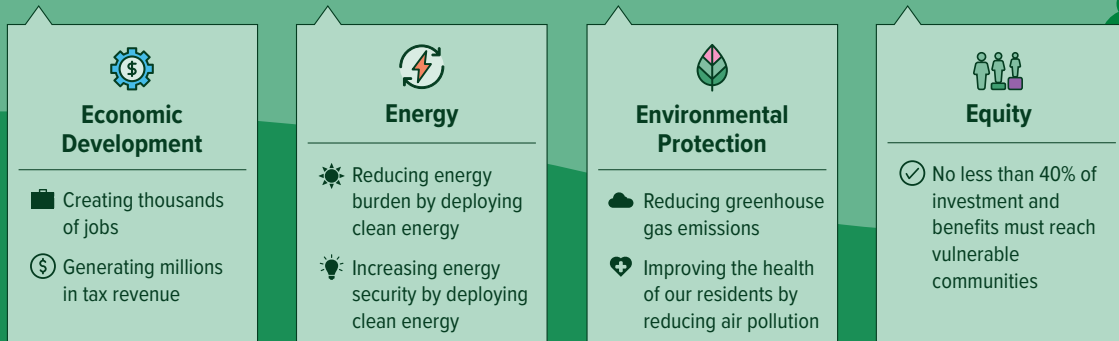 Economic
Development
Creating thousands
of jobs
Generating millions
in tax revenue
Energy
Reducing energy
burden by deploying
clean energy
Increasing energy
security by deploying
clean energy
Environmental
Protection
Reducing greenhouse
gas emissions
Improving the health
of our residents by
reducing air pollution
Equity
No less than 40% of
investment and
benefits must reach
vulnerable
communities